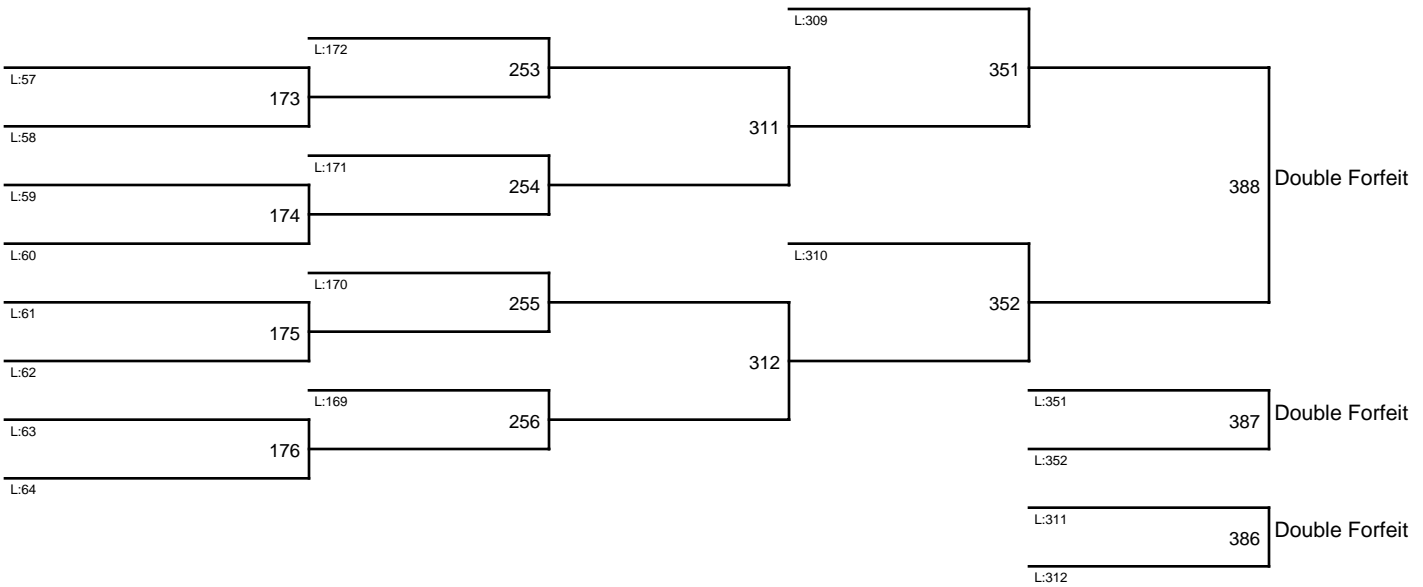 L:309
L:172
253
351
L:57
173
L:58
311
L:171
254
L:59
388 Double Forfeit
174
L:60
L:310
L:170
255
352
L:61
175
L:62
312
L:169
L:351
256
387 Double Forfeit
L:63
176
L:352
L:64
L:311
386 Double Forfeit
L:312